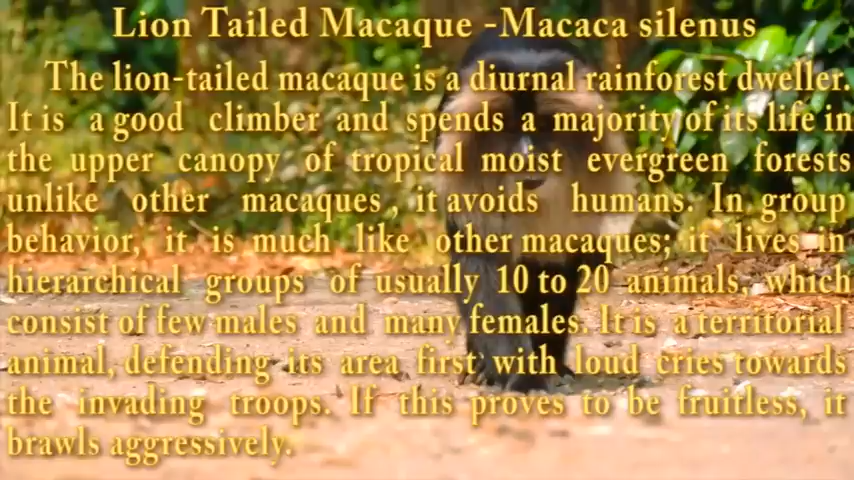 Lion Tailed Macaque -Macaca silenus
The lion-tailed macaque is a diurnal rainforest dweller.
It is a good climber and spends a majority of its life in
the upper canopy of tropical moist evergreen forests
unlike other macaques , it avoids humans. In group
behavior, it is much like other macaques; it lives in
hierarchical groups of usually 10 to 20 animals, which
consist of few males and many females. It is a territorial
animal, defending its area first with loud cries towards
the invading troops. If this proves to be fruitless, it
brawls aggressively.